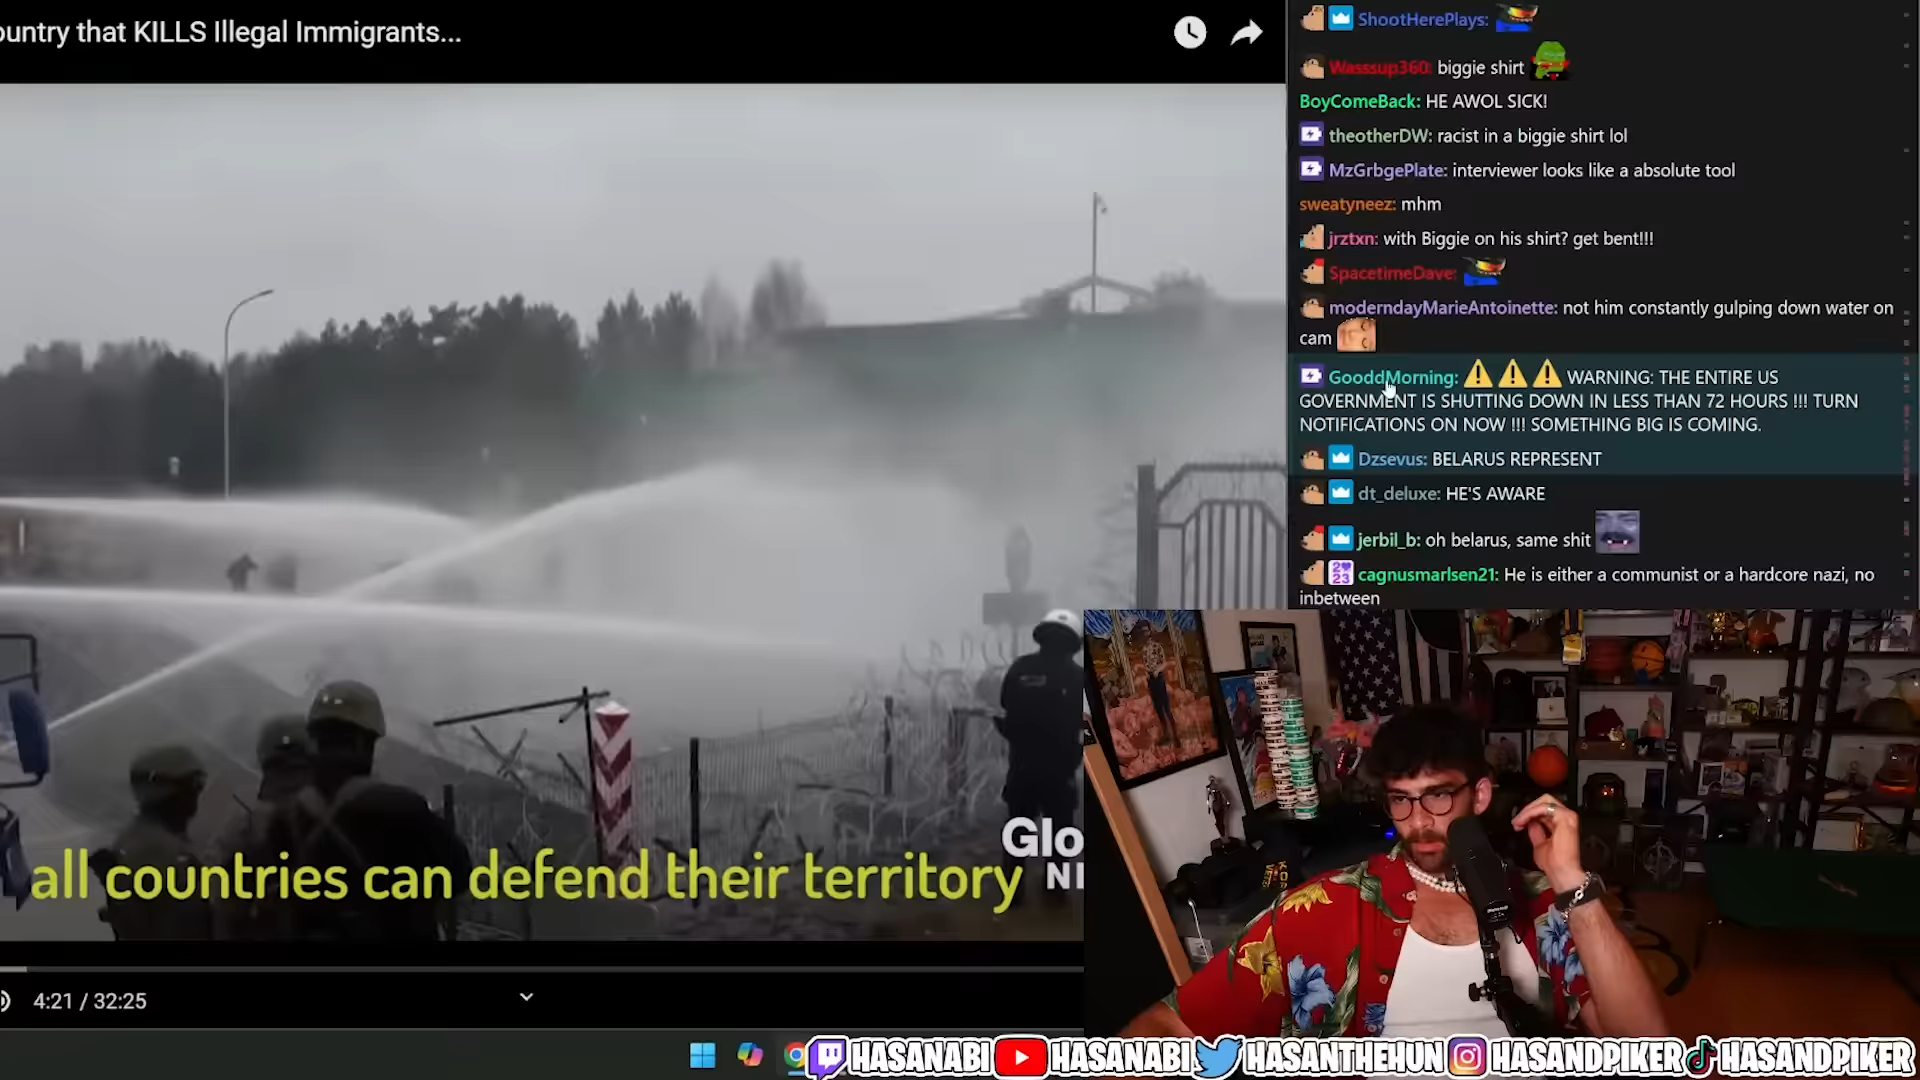 ountry that KILLS Illegal Immigrants...
ShootHerePlays:
Wasssup360: biggie shirt
BoyComeBack: HE AWOL SICK!
theotherDW: racist in a biggie shirt lol
MzGrbgePlate: interviewer looks like a absolute tool
sweatyneez: mhm
jrztxn: with Biggie on his shirt? get bent!!!
SpacetimeDave:
moderndayMarieAntoinette: not him constantly gulping down water on
cam
GooddMorning: ⚠️ ⚠️ ⚠️ WARNING: THE ENTIRE US
GOVERNMENT IS SHUTTING DOWN IN LESS THAN 72 HOURS !!! TURN
NOTIFICATIONS ON NOW !!! SOMETHING BIG IS COMING.
Dzsevus: BELARUS REPRESENT
dt_deluxe: HE'S AWARE
jerbil_b: oh belarus, same shit
2 23 cagnusmarlsen21: He is either a communist or a hardcore nazi, no
inbetween
Glo
all countries can defend their territory
4:21 / 32:25
HASANABI HASANABI HASANTHEHUN HASANDPIKER HASANDPIKER